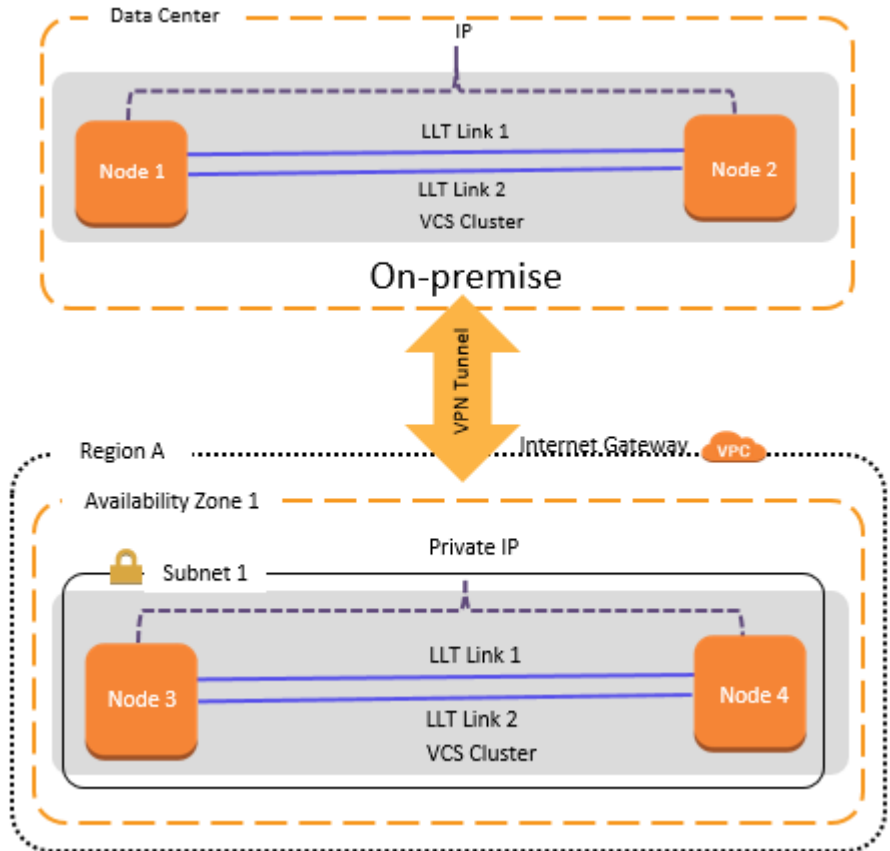 Data Center
IP
LLT Link 1
Node 1
Node 2
LLT Link 2
VCS Cluster
On-premise
VPN Tunnel
Region A
Internet Gateway
VPC
Availability Zone 1
Private IP
Subnet 1
LLT Link 1
Node 3
Node 4
LLT Link 2
VCS Cluster